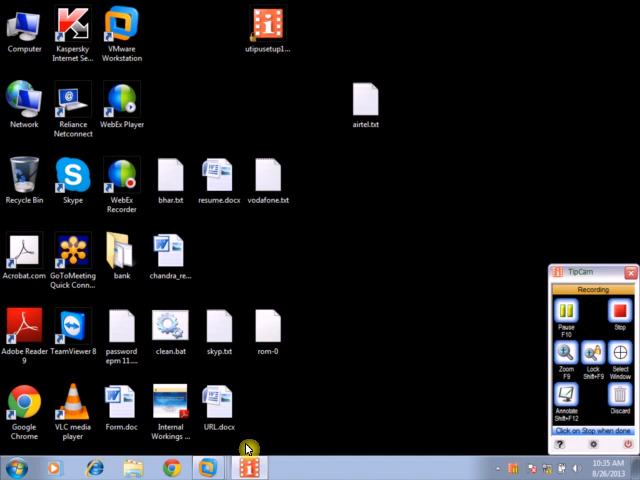 Computer
Kaspersky
Internet Se...
VMware
Workstation
utipusetup1...
Network
Reliance
Netconnect
WebEx Player
airtel.txt
Recycle Bin
Skype
WebEx
Recorder
bhar.txt
resume.docx
vodafone.txt
Acrobat.com
GoToMeeting
Quick Conn...
bank
chandra_re...
Adobe Reader
9
TeamViewer 8
password
epm 11....
clean.bat
skyp.txt
rom-0
Google
Chrome
VLC media
player
Form.doc
Internal
Workings ...
URL.docx
TipCam
Recording
Pause
F10
Stop
Zoom
F9
Lock
Shift+F9
Select
Window
Annotate
Shift+F12
Discard
Click on Stop when done
10:35 AM
8/26/2013